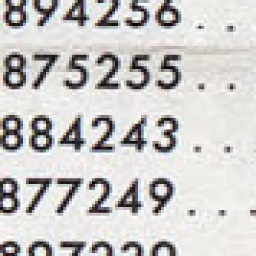 894256 . .
875255 . .
884243 . . .
877249 . . .